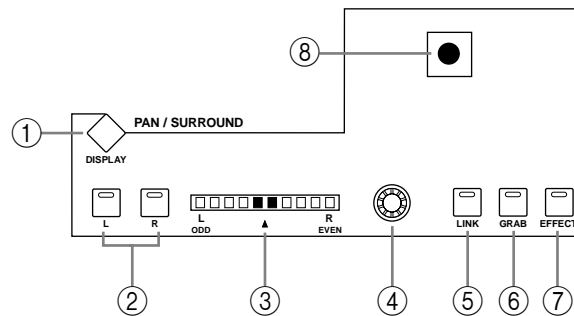 ⑧
① PAN / SURROUND
DISPLAY
L R L R LINK GRAB EFFECT
ODD EVEN
② ③ ④ ⑤ ⑥ ⑦